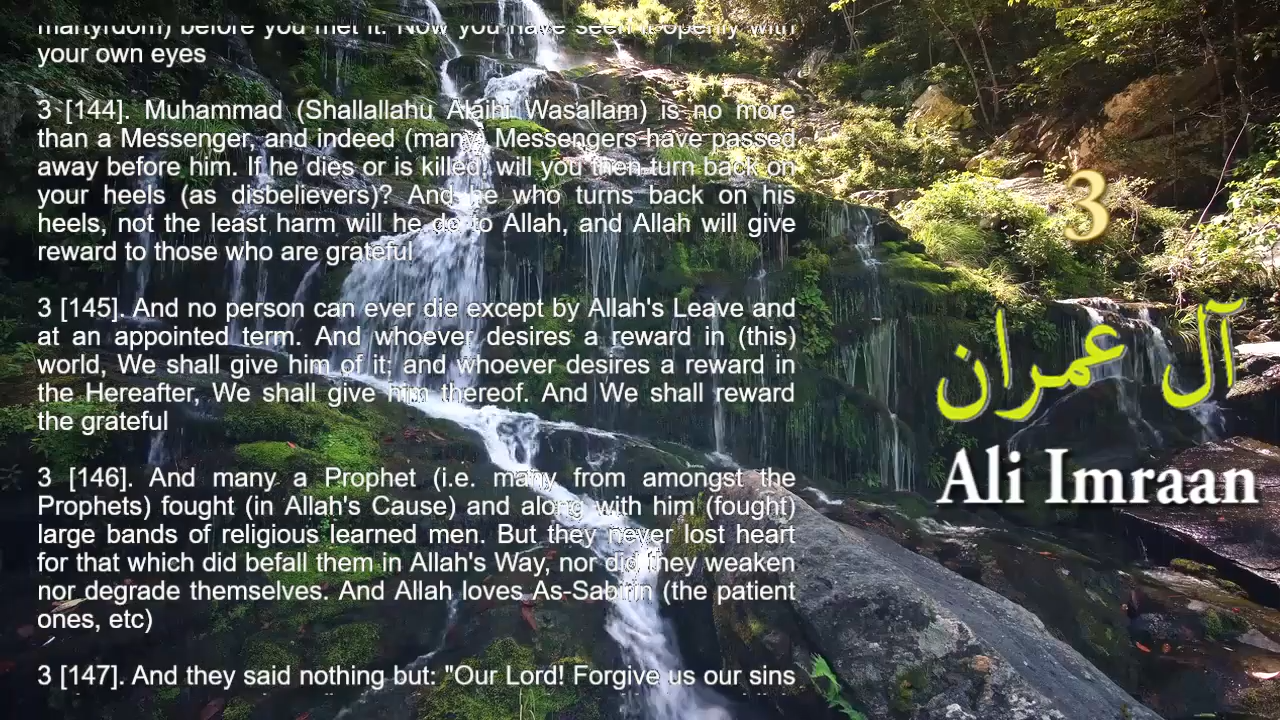 martyrdom) before you met it. Now you have seen it openly with
your own eyes
3 [144]. Muhammad (Shallallahu Alaihi Wasallam) is no more
than a Messenger, and indeed (many) Messengers have passed
away before him. If he dies or is killed, will you then turn back on
your heels (as disbelievers)? And he who turns back on his
heels, not the least harm will he do to Allah, and Allah will give
reward to those who are grateful
3 [145]. And no person can ever die except by Allah's Leave and
at an appointed term. And whoever desires a reward in (this)
world, We shall give him of it; and whoever desires a reward in
the Hereafter, We shall give him thereof. And We shall reward
the grateful
3 [146]. And many a Prophet (i.e. many from amongst the
Prophets) fought (in Allah's Cause) and along with him (fought)
large bands of religious learned men. But they never lost heart
for that which did befall them in Allah's Way, nor did they weaken
nor degrade themselves. And Allah loves As-Sabirin (the patient
ones, etc)
3 [147]. And they said nothing but: "Our Lord! Forgive us our sins
3
آل عمران
Ali Imraan